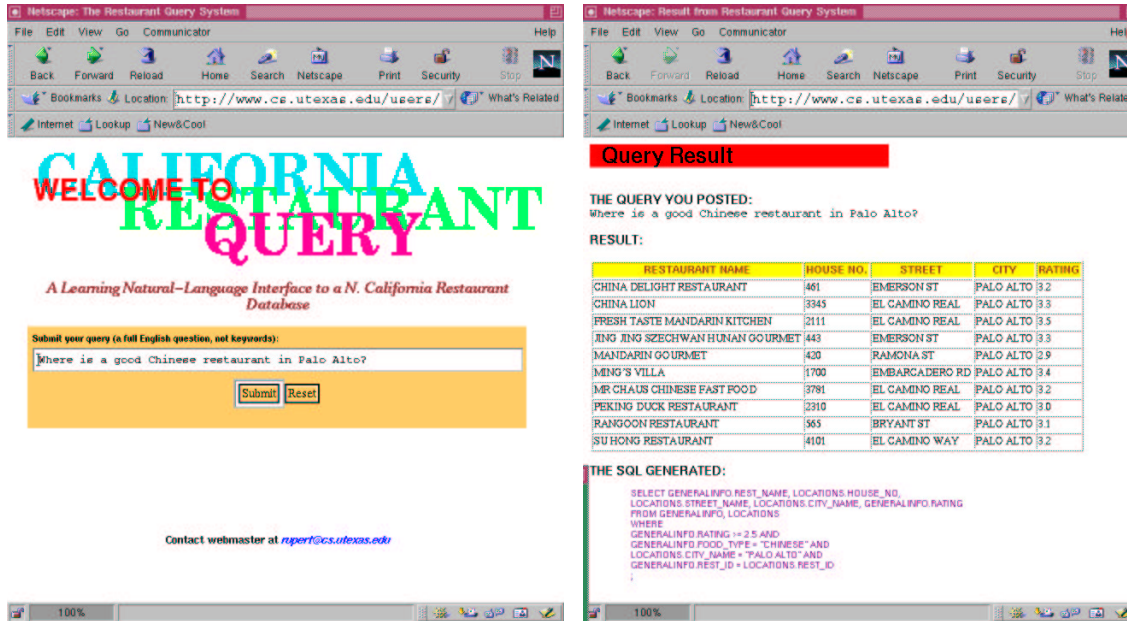 Netscape: The Restaurant Query System
File Edit View Go Communicator Help
Back Forward Reload Home Search Netscape Print Security Stop
N
Bookmarks Location: http://www.cs.utexas.edu/users/ What's Related
Internet Lookup New&Cool
CALIFORNIA
WELCOME TO
RESTAURANT
QUERY
A Learning Natural-Language Interface to a N. California Restaurant
Database
Submit your query (a full English question, not keywords):
Where is a good Chinese restaurant in Palo Alto?
Submit Reset
Contact webmaster at rupert@cs.utexas.edu
100%
Netscape: Result from Restaurant Query System
File Edit View Go Communicator Hel
Back Forward Reload Home Search Netscape Print Security Stop
Bookmarks Location: http://www.cs.utexas.edu/users/ What's Relate
Internet Lookup New&Cool
Query Result
THE QUERY YOU POSTED:
Where is a good Chinese restaurant in Palo Alto?
RESULT:
RESTAURANT NAME HOUSE NO. STREET CITY RATING
CHINA DELIGHT RESTAURANT 461 EMERSON ST PALO ALTO 3.2
CHINA LION 3345 EL CAMINO REAL PALO ALTO 3.3
FRESH TASTE MANDARIN KITCHEN 2111 EL CAMINO REAL PALO ALTO 3.5
JING JING SZECHWAN HUNAN GOURMET 443 EMERSON ST PALO ALTO 3.3
MANDARIN GOURMET 420 RAMONA ST PALO ALTO 2.9
MING'S VILLA 1700 EMBARCADERO RD PALO ALTO 3.4
MR CHAUS CHINESE FAST FOOD 3781 EL CAMINO REAL PALO ALTO 3.2
PEKING DUCK RESTAURANT 2310 EL CAMINO REAL PALO ALTO 3.0
RANGOON RESTAURANT 565 BRYANT ST PALO ALTO 3.1
SU HONG RESTAURANT 4101 EL CAMINO WAY PALO ALTO 3.2
THE SQL GENERATED:
SELECT GENERALINFO.REST_NAME, LOCATIONS.HOUSE_NO,
LOCATIONS.STREET_NAME, LOCATIONS.CITY_NAME, GENERALINFO.RATING
FROM GENERALINFO, LOCATIONS
WHERE
GENERALINFO.RATING >= 2.5 AND
GENERALINFO.FOOD_TYPE = "CHINESE" AND
LOCATIONS.CITY_NAME = "PALO ALTO" AND
GENERALINFO.REST_ID = LOCATIONS.REST_ID
;
100%